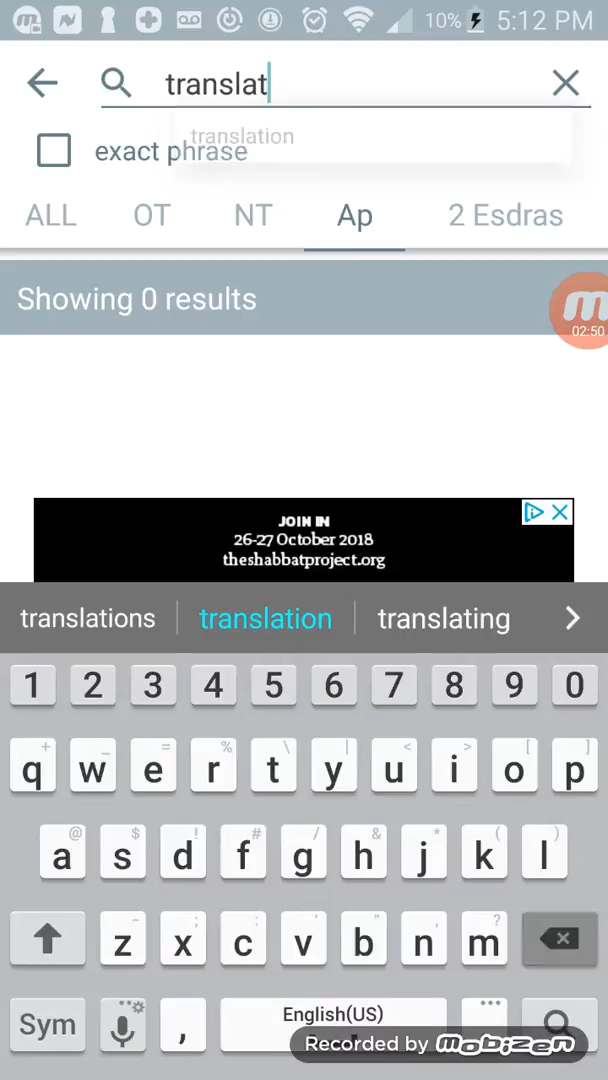 10% 5:12 PM
translat
translation
exact phrase
ALL OT NT Ap 2 Esdras
Showing 0 results
02:50
JOIN IN
26-27 October 2018
theshabbatproject.org
translations translation translating
1 2 3 4 5 6 7 8 9 0
+ _ = % \ | < > [ ]
q w e r t y u i o p
@ $ ! # / & * ( )
a s d f g h j k l
- ; : " ' , ?
z x c v b n m
Sym , English(US)
Recorded by mobizen